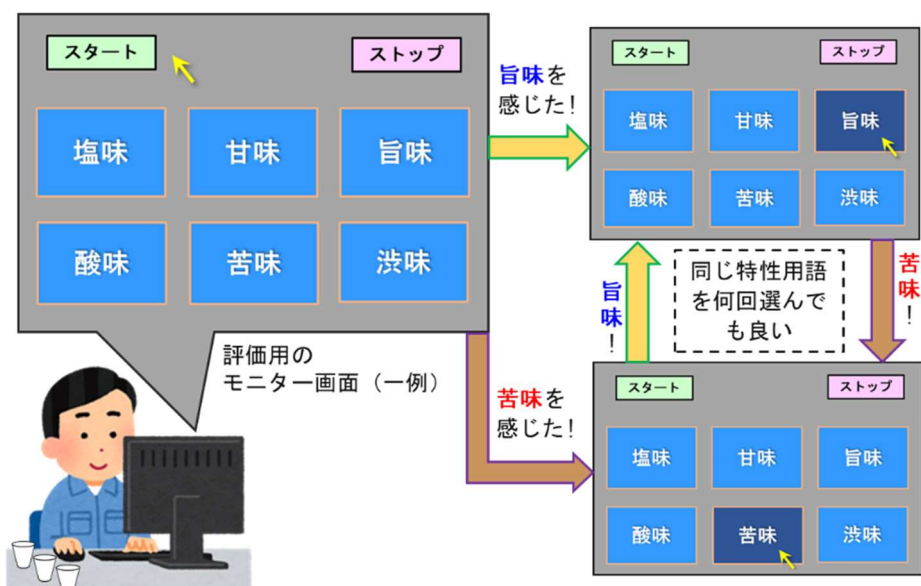 スタート
ストップ
塩味
甘味
旨味
酸味
苦味
渋味
評価用の
モニター画面（一例）
旨味を
感じた！
苦味を
感じた！
スタート
ストップ
塩味
甘味
旨味
酸味
苦味
渋味
旨味！
同じ特性用語
を何回選んで
も良い
苦味！
スタート
ストップ
塩味
甘味
旨味
酸味
苦味
渋味